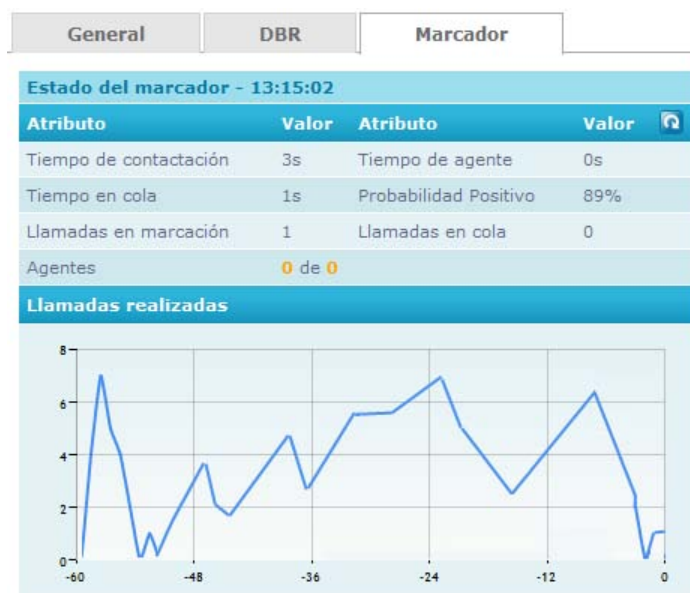 General DBR Marcador
Estado del marcador - 13:15:02
Atributo Valor Atributo Valor
Tiempo de contactación 3s Tiempo de agente 0s
Tiempo en cola 1s Probabilidad Positivo 89%
Llamadas en marcación 1 Llamadas en cola 0
Agentes 0 de 0
Llamadas realizadas
8
6
4
2
0
-60 -48 -36 -24 -12 0